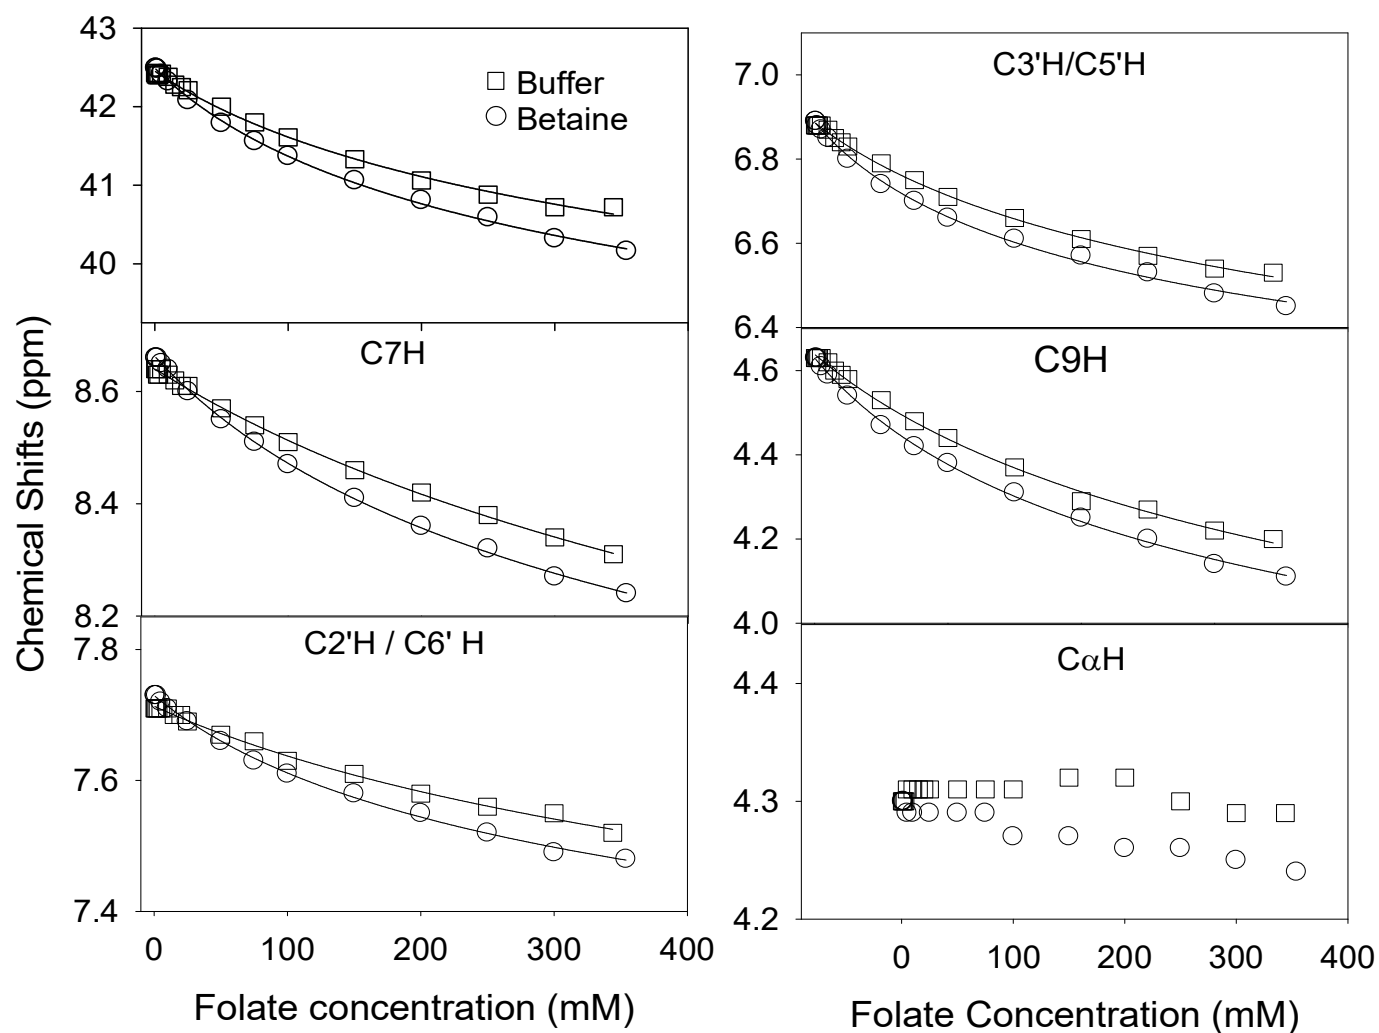 43
42
41
40
Buffer
Betaine
C7H
8.6
8.4
8.2
C2'H / C6' H
7.8
7.6
7.4
0 100 200 300 400
Folate concentration (mM)
Chemical Shifts (ppm)
C3'H/C5'H
7.0
6.8
6.6
6.4
C9H
4.6
4.4
4.2
4.0
CαH
4.4
4.3
4.2
0 100 200 300 400
Folate Concentration (mM)